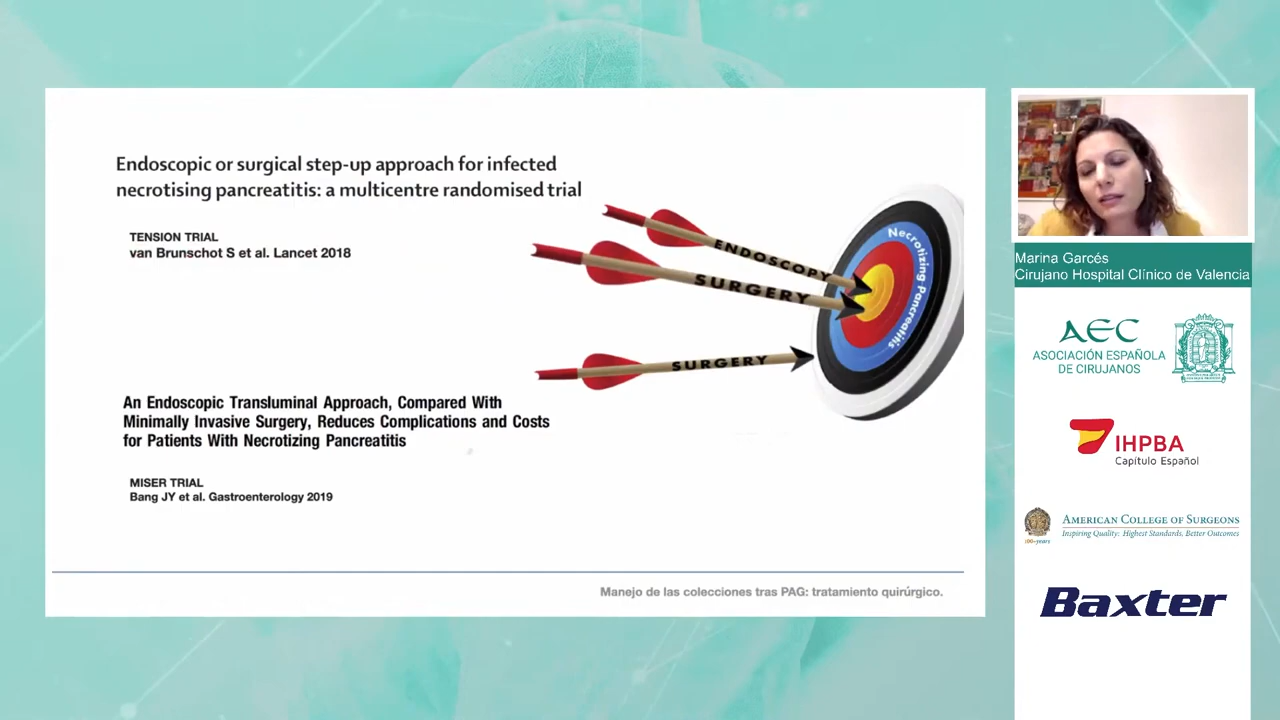 Endoscopic or surgical step-up approach for infected
necrotising pancreatitis: a multicentre randomised trial
TENSION TRIAL
van Brunschot S et al. Lancet 2018
ENDOSCOPY
SURGERY
SURGERY
Necrotizing Pancreatitis
An Endoscopic Transluminal Approach, Compared With
Minimally Invasive Surgery, Reduces Complications and Costs
for Patients With Necrotizing Pancreatitis
MISER TRIAL
Bang JY et al. Gastroenterology 2019
Manejo de las colecciones tras PAG: tratamiento quirúrgico.
Marina Garcés
Cirujano Hospital Clínico de Valencia
AEC
ASOCIACIÓN ESPAÑOLA
DE CIRUJANOS
IHPBA
Capítulo Español
AMERICAN COLLEGE OF SURGEONS
Inspiring Quality: Highest Standards, Better Outcomes
100+years
Baxter